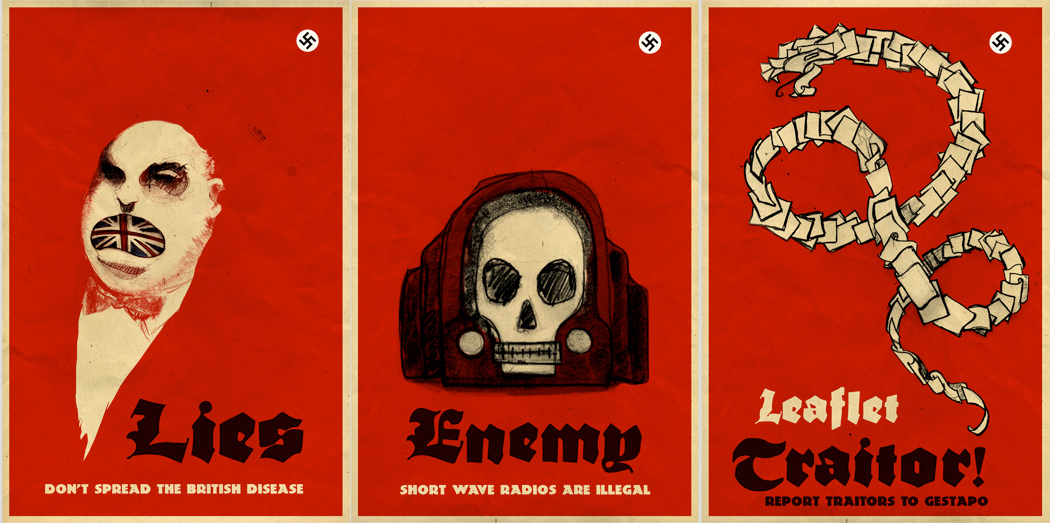 Lies
DON'T SPREAD THE BRITISH DISEASE
Enemy
SHORT WAVE RADIOS ARE ILLEGAL
Leaflet
Traitor!
REPORT TRAITORS TO GESTAPO